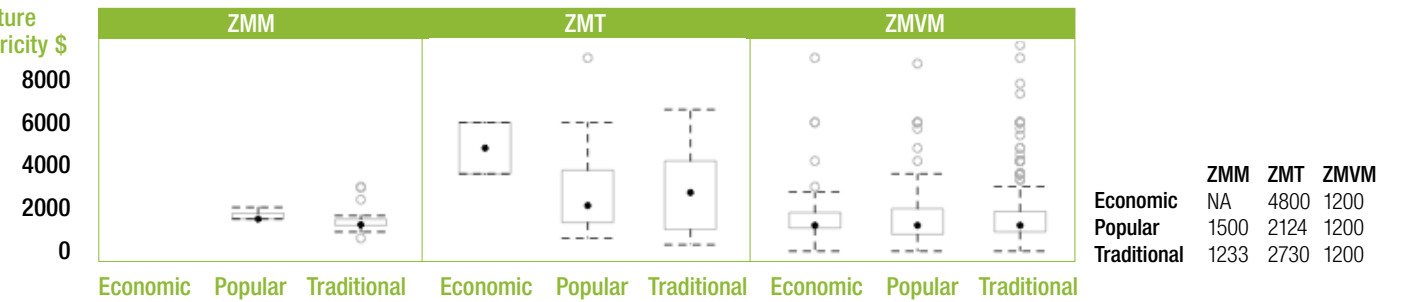 ture
ricity $
ZMM ZMT ZMVM
8000
6000
4000
2000
0
Economic Popular Traditional Economic Popular Traditional Economic Popular Traditional
ZMM ZMT ZMVM
Economic NA 4800 1200
Popular 1500 2124 1200
Traditional 1233 2730 1200